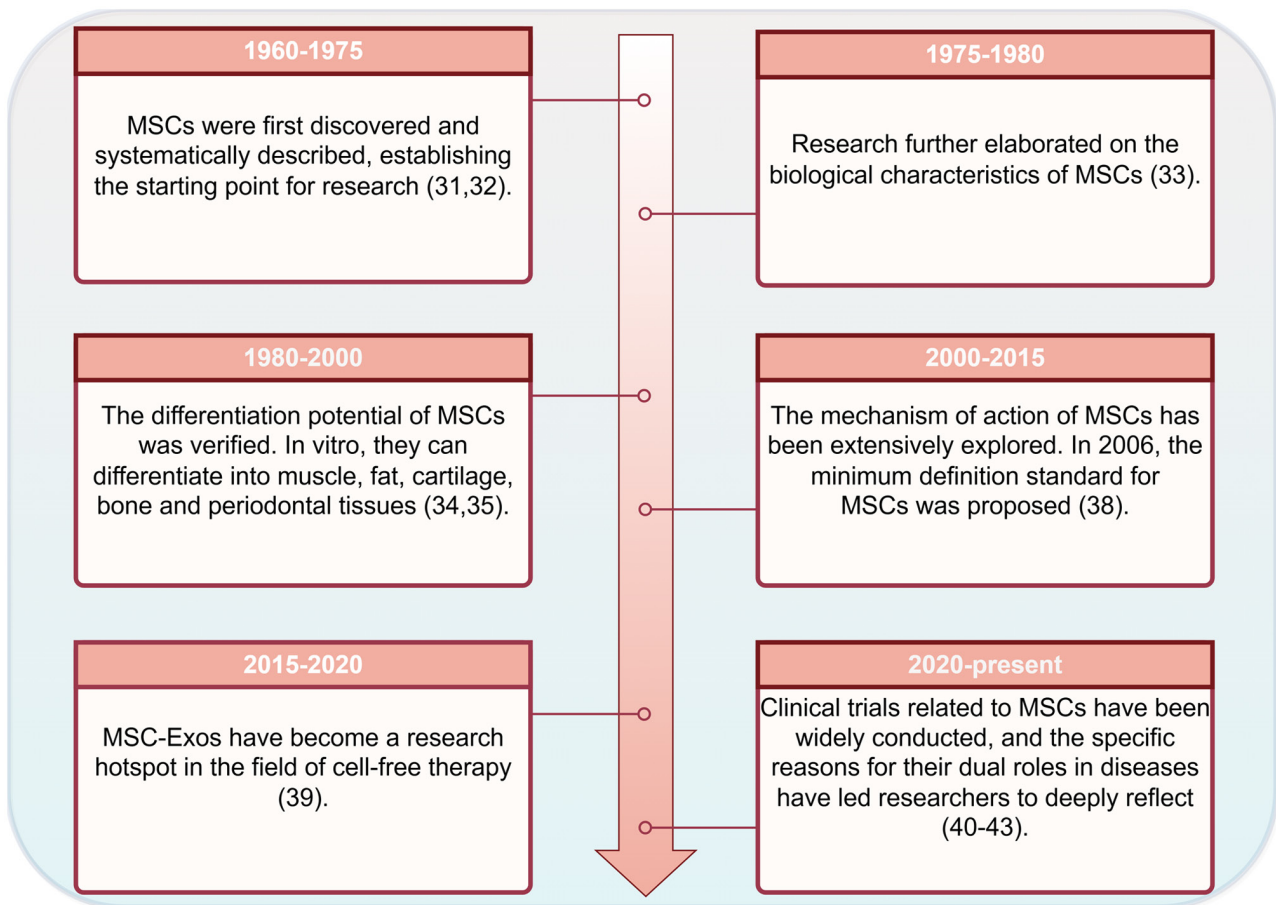 1960-1975
MSCs were first discovered and
systematically described, establishing
the starting point for research (31,32).
1975-1980
Research further elaborated on the
biological characteristics of MSCs (33).
1980-2000
The differentiation potential of MSCs
was verified. In vitro, they can
differentiate into muscle, fat, cartilage,
bone and periodontal tissues (34,35).
2000-2015
The mechanism of action of MSCs has
been extensively explored. In 2006, the
minimum definition standard for
MSCs was proposed (38).
2015-2020
MSC-Exos have become a research
hotspot in the field of cell-free therapy
(39).
2020-present
Clinical trials related to MSCs have been
widely conducted, and the specific
reasons for their dual roles in diseases
have led researchers to deeply reflect
(40-43).